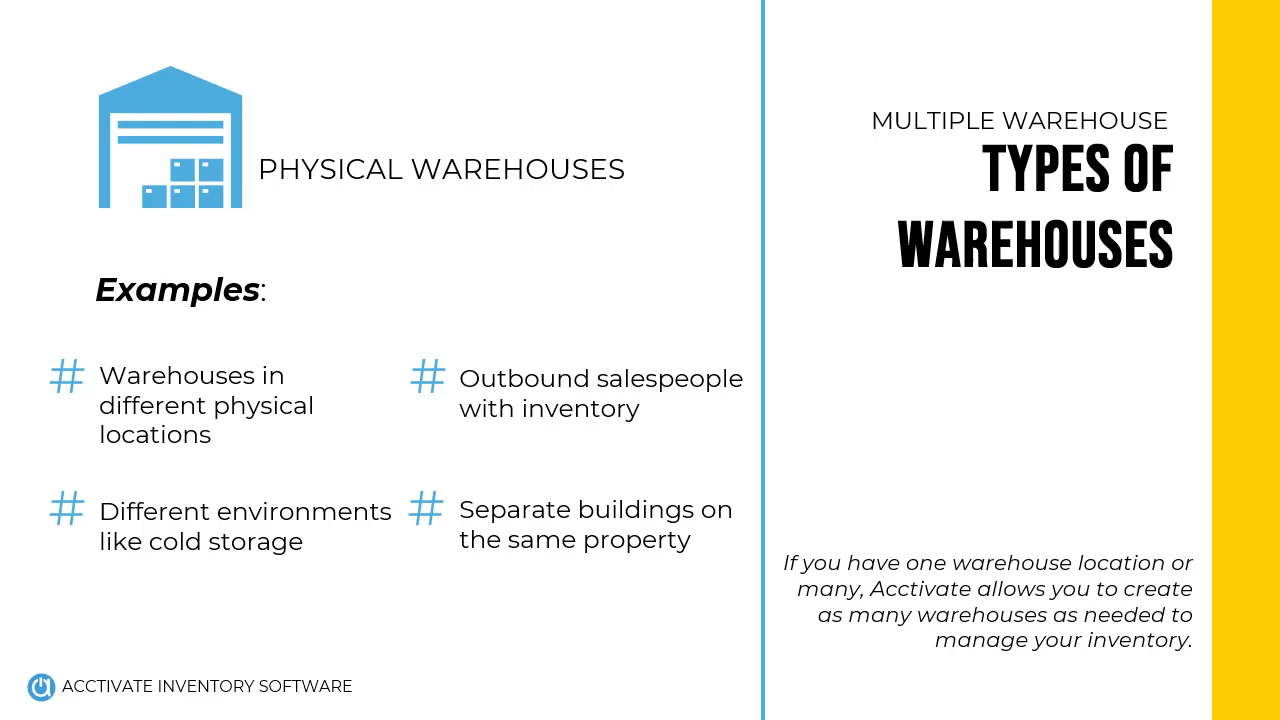 PHYSICAL WAREHOUSES
Examples:
# Warehouses in
different physical
locations
# Outbound salespeople
with inventory
# Different environments
like cold storage
# Separate buildings on
the same property
ACCTIVATE INVENTORY SOFTWARE
MULTIPLE WAREHOUSE
TYPES OF
WAREHOUSES
If you have one warehouse location or
many, Acctivate allows you to create
as many warehouses as needed to
manage your inventory.